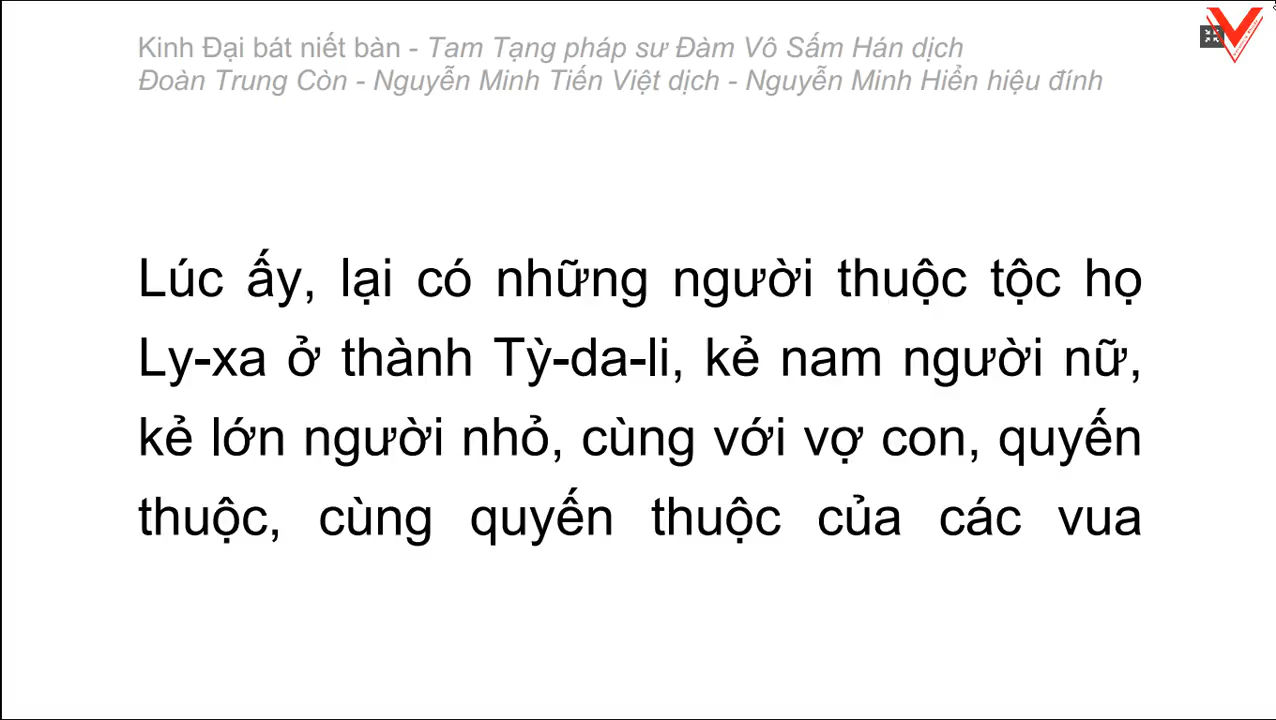 Kinh Đại bát niết bàn - Tam Tạng pháp sư Đàm Vô Sấm Hán dịch
Đoàn Trung Còn - Nguyễn Minh Tiến Việt dịch - Nguyễn Minh Hiển hiệu đính
Lúc ấy, lại có những người thuộc tộc họ
Ly-xa ở thành Tỳ-da-li, kẻ nam người nữ,
kẻ lớn người nhỏ, cùng với vợ con, quyến
thuộc, cùng quyến thuộc của các vua